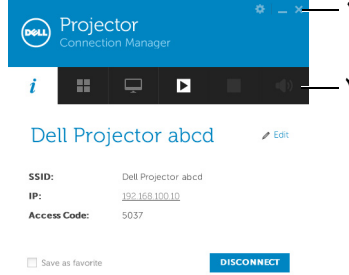 DELL
Projector
Connection Manager
i
Dell Projector abcd
Edit
SSID: Dell Projector abcd
IP: 192.168.100.10
Access Code: 5037
Save as favorite
DISCONNECT